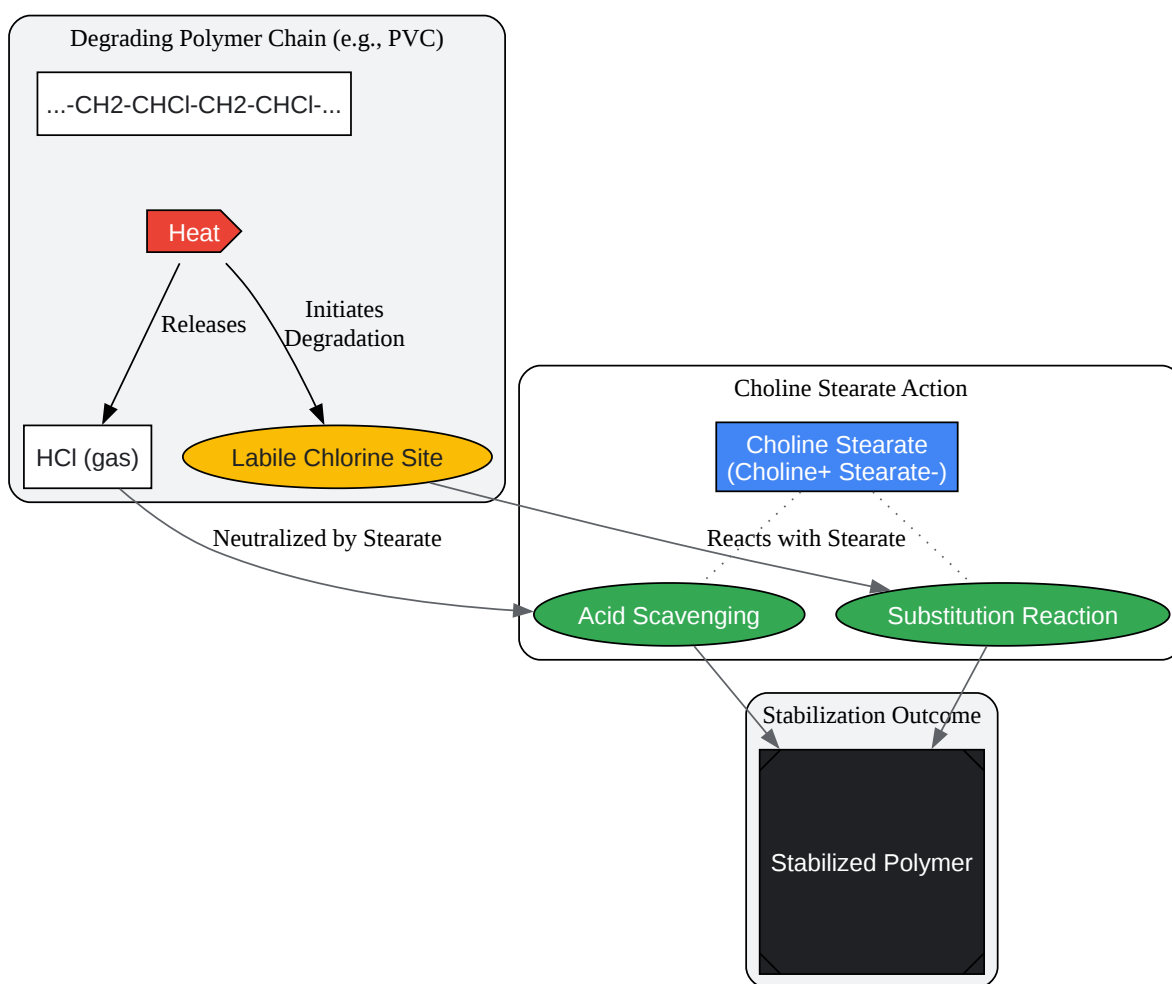 Degrading Polymer Chain (e.g., PVC)
...-CH2-CHCl-CH2-CHCl-...
Heat
Releases
Initiates
Degradation
HCl (gas)
Labile Chlorine Site
Choline Stearate Action
Choline Stearate
(Choline+ Stearate-)
Neutralized by Stearate
Reacts with Stearate
Acid Scavenging
Substitution Reaction
Stabilization Outcome
Stabilized Polymer